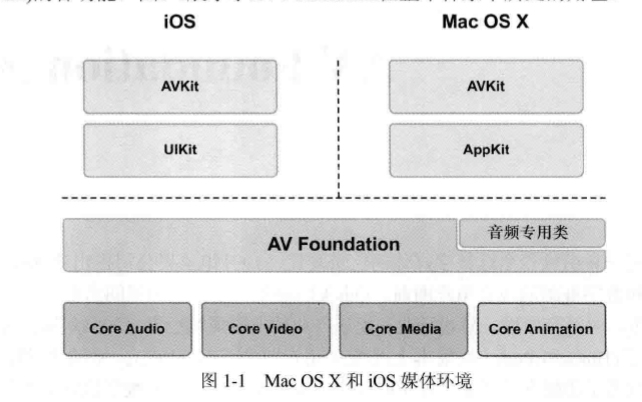 iOS
Mac OS X
AVKit
AVKit
UIKit
AppKit
AV Foundation
音频专用类
Core Audio
Core Video
Core Media
Core Animation
图 1-1 Mac OS X 和 iOS 媒体环境